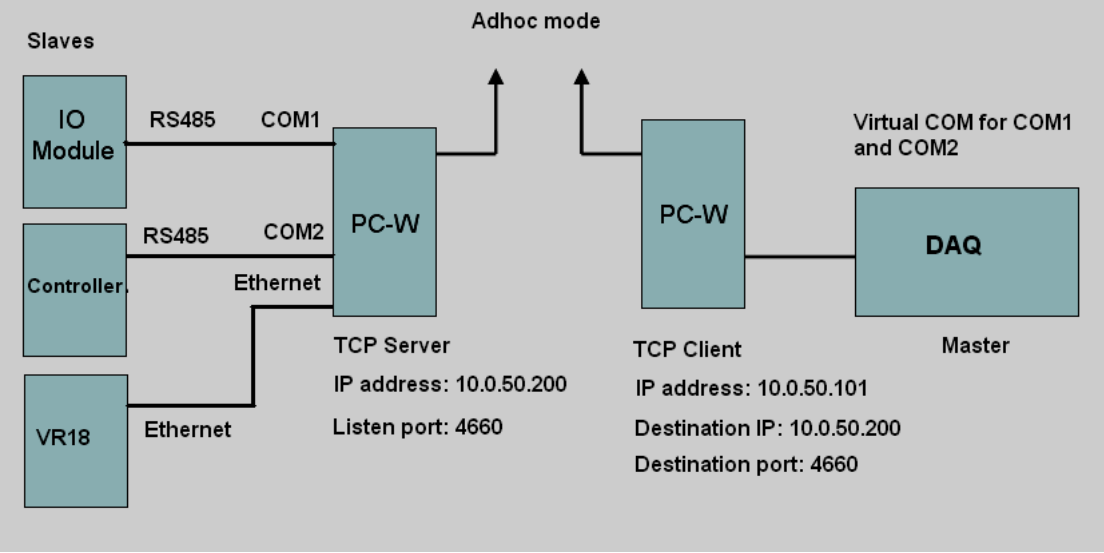 Adhoc mode
Slaves
IO
Module
RS485
COM1
PC-W
RS485
COM2
Controller.
Ethernet
VR18
Ethernet
TCP Server
IP address: 10.0.50.200
Listen port: 4660
PC-W
TCP Client
IP address: 10.0.50.101
Destination IP: 10.0.50.200
Destination port: 4660
Virtual COM for COM1
and COM2
DAQ
Master